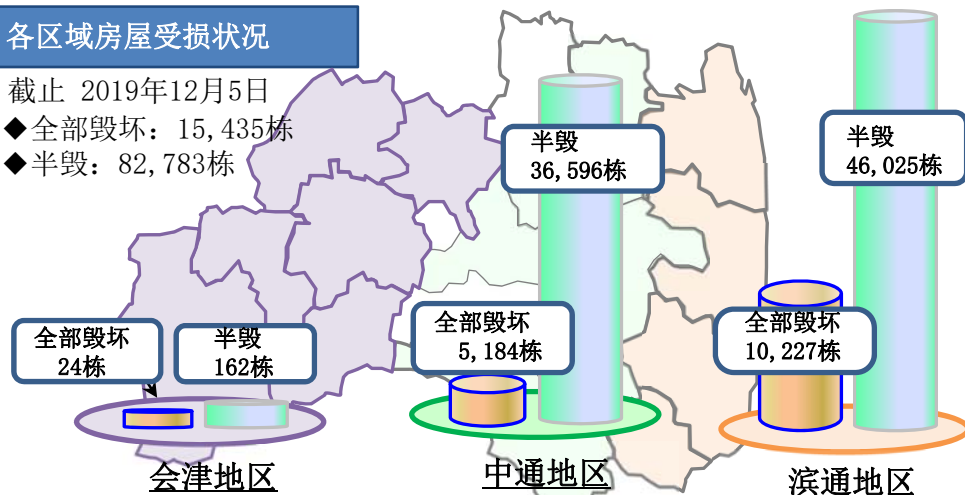 各区域房屋受损状况
截止 2019年12月5日
◆全部毁坏：15,435栋
◆半毁：82,783栋
半毁
36,596栋
半毁
46,025栋
全部毁坏
24栋
半毁
162栋
全部毁坏
5,184栋
全部毁坏
10,227栋
会津地区
中通地区
滨通地区